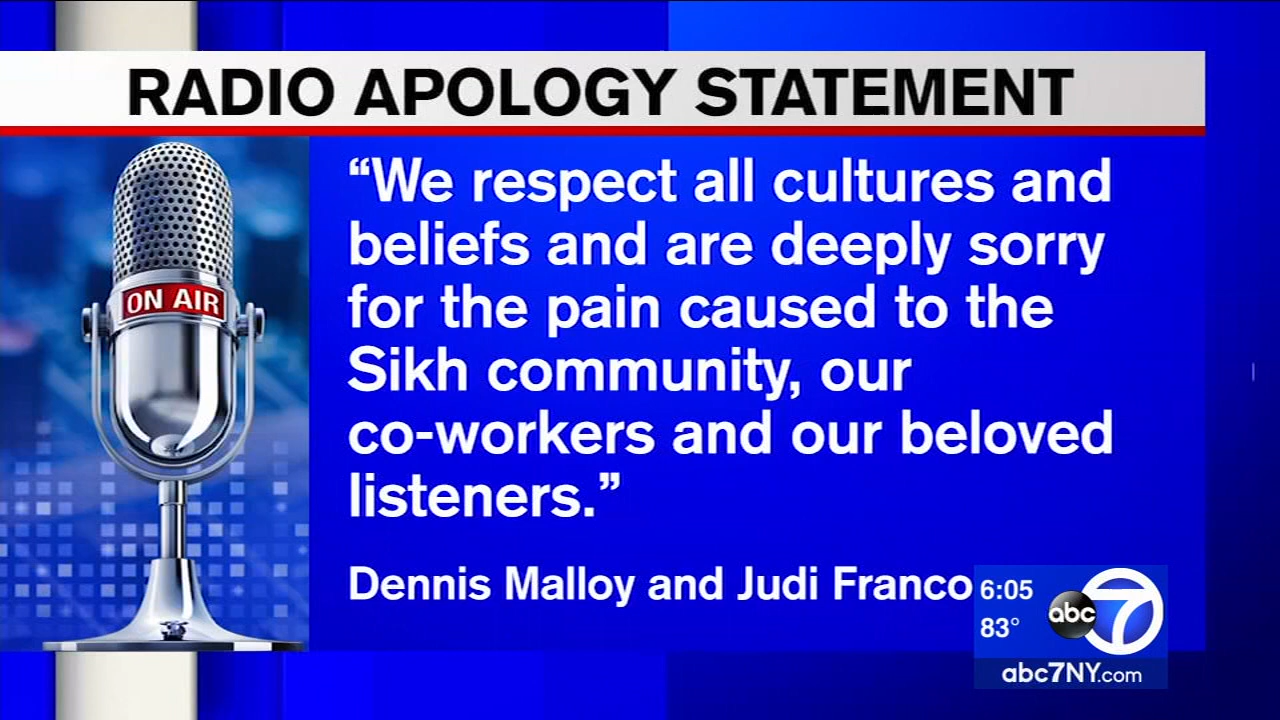 RADIO APOLOGY STATEMENT
ON AIR
“We respect all cultures and
beliefs and are deeply sorry
for the pain caused to the
Sikh community, our
co-workers and our beloved
listeners.”
Dennis Malloy and Judi Franco
6:05
83°
abc 7
abc7NY.com